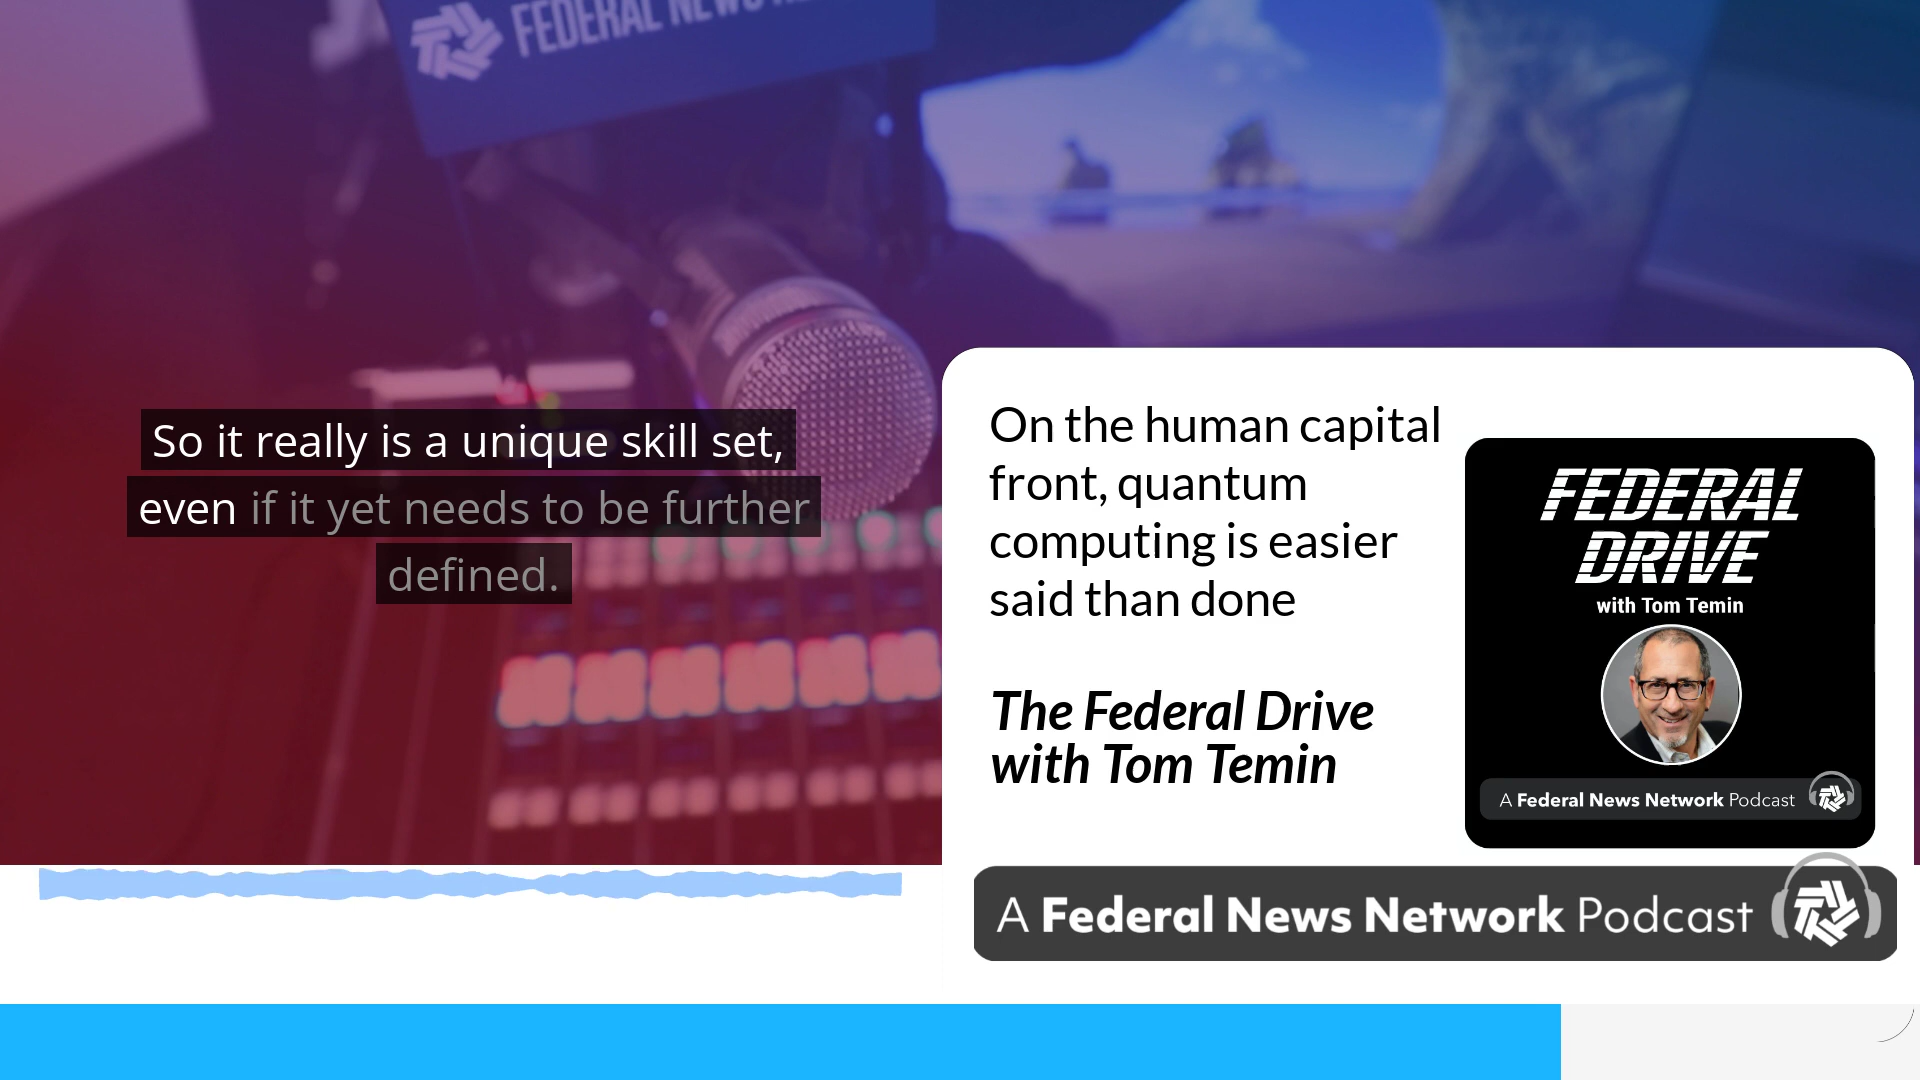 FEDERAL NEWS
So it really is a unique skill set,
even if it yet needs to be further
defined.
On the human capital
front, quantum
computing is easier
said than done
The Federal Drive
with Tom Temin
FEDERAL
DRIVE
with Tom Temin
A Federal News Network Podcast
A Federal News Network Podcast